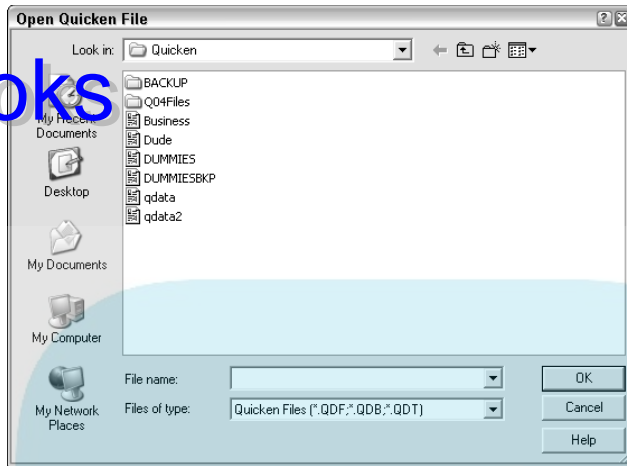 Open Quicken File
Look in:
Quicken
oks
My Recent
Documents
Desktop
My Documents
My Computer
My Network
Places
BACKUP
Q04Files
Business
Dude
DUMMIES
DUMMIESBKP
qdata
qdata2
File name:
Files of type:
Quicken Files (*.QDF;*.QDB;*.QDT)
OK
Cancel
Help